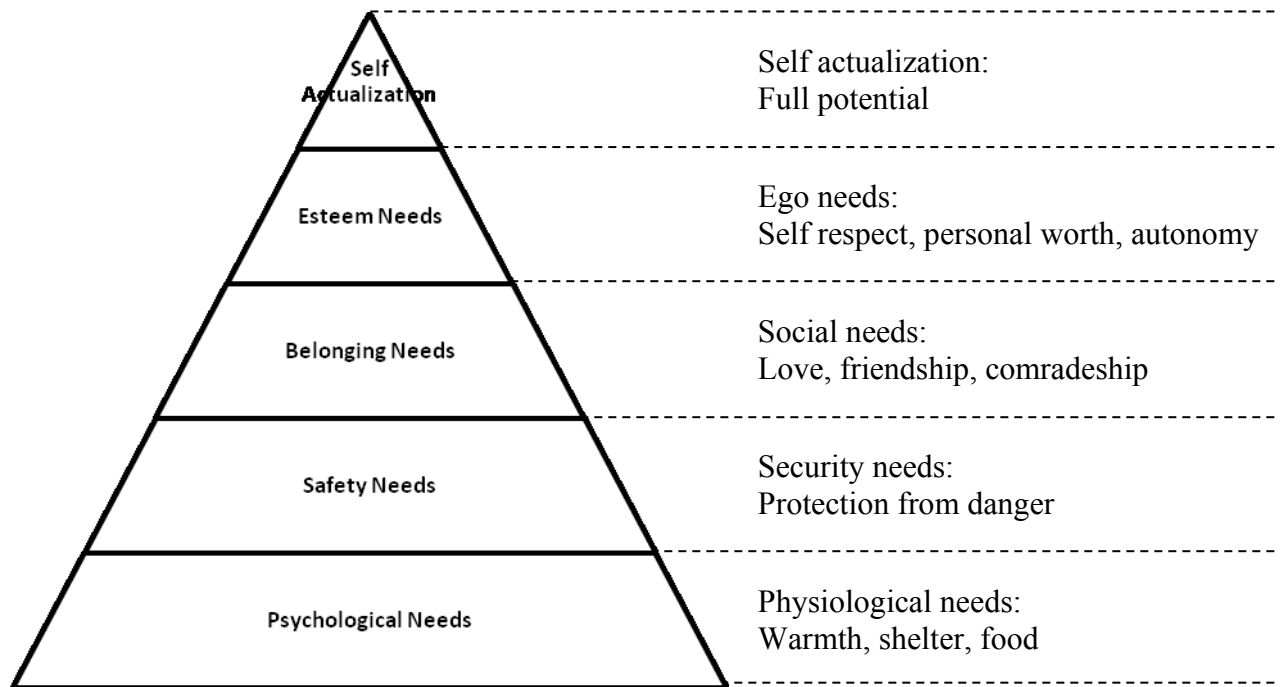 Self
Actualization
Self actualization:
Full potential
Esteem Needs
Ego needs:
Self respect, personal worth, autonomy
Belonging Needs
Social needs:
Love, friendship, comradeship
Safety Needs
Security needs:
Protection from danger
Psychological Needs
Physiological needs:
Warmth, shelter, food